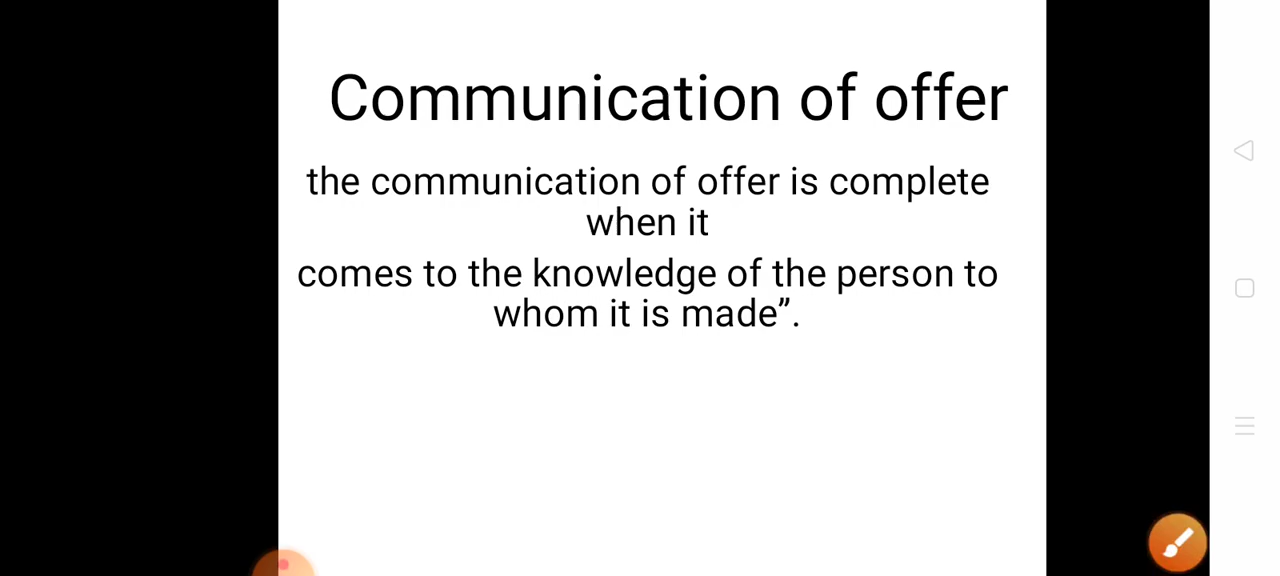 Communication of offer
the communication of offer is complete
when it
comes to the knowledge of the person to
whom it is made”.